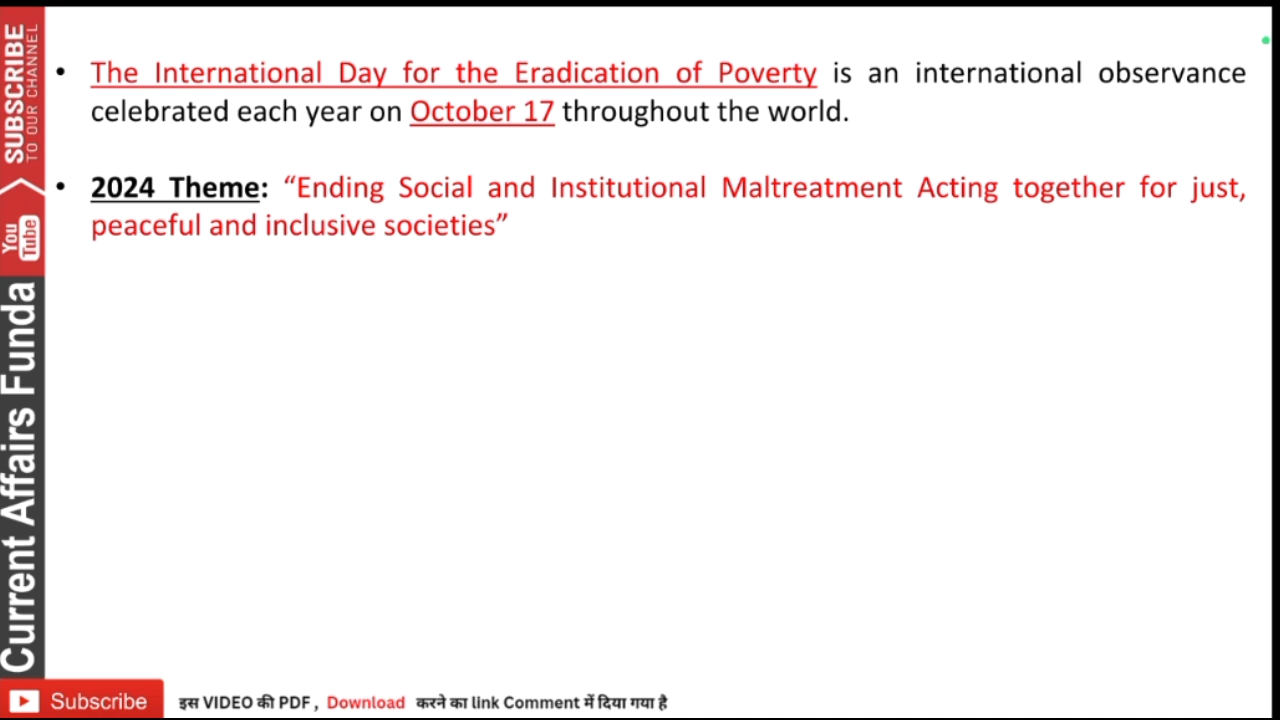 SUBSCRIBE
TO OUR CHANNEL
You
Tube
Current Affairs Funda
• The International Day for the Eradication of Poverty is an international observance
celebrated each year on October 17 throughout the world.
• 2024 Theme: “Ending Social and Institutional Maltreatment Acting together for just,
peaceful and inclusive societies”
Subscribe
इस VIDEO की PDF , Download करने का link Comment में दिया गया है